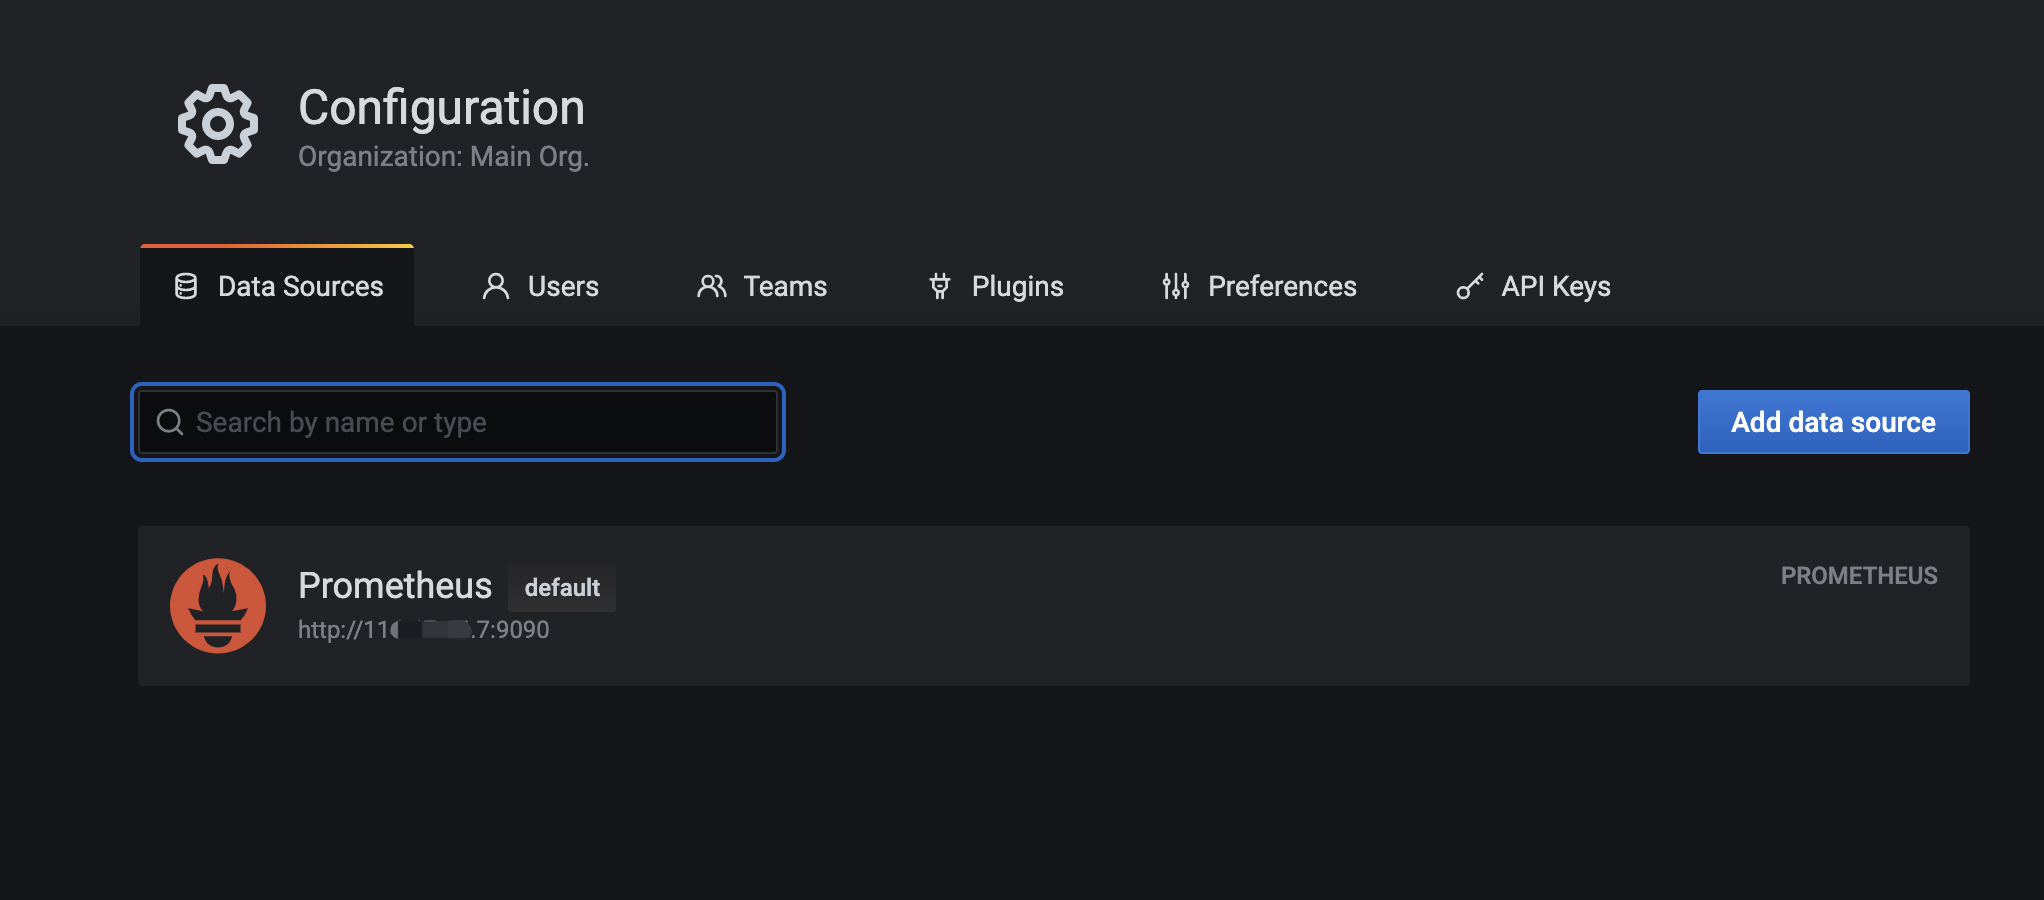 Configuration
Organization: Main Org.
Data Sources Users Teams Plugins Preferences API Keys
Search by name or type
Add data source
Prometheus default
PROMETHEUS
http://11 .7:9090